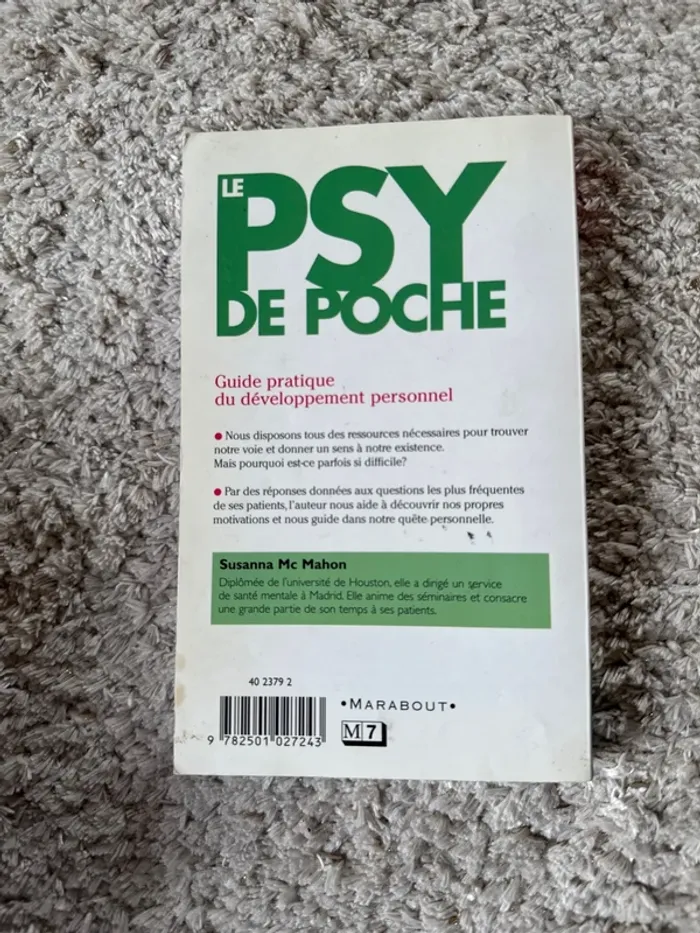 LE
PSY
DE POCHE
Guide pratique
du développement personnel
• Nous disposons tous des ressources nécessaires pour trouver
notre voie et donner un sens à notre existence.
Mais pourquoi est-ce parfois si difficile?
• Par des réponses données aux questions les plus fréquentes
de ses patients, l'auteur nous aide à découvrir nos propres
motivations et nous guide dans notre quête personnelle.
Susanna Mc Mahon
Diplômée de l'université de Houston, elle a dirigé un service
de santé mentale à Madrid. Elle anime des séminaires et consacre
une grande partie de son temps à ses patients.
40 2379 2
•MARABOUT•
M7
9 782501 027243